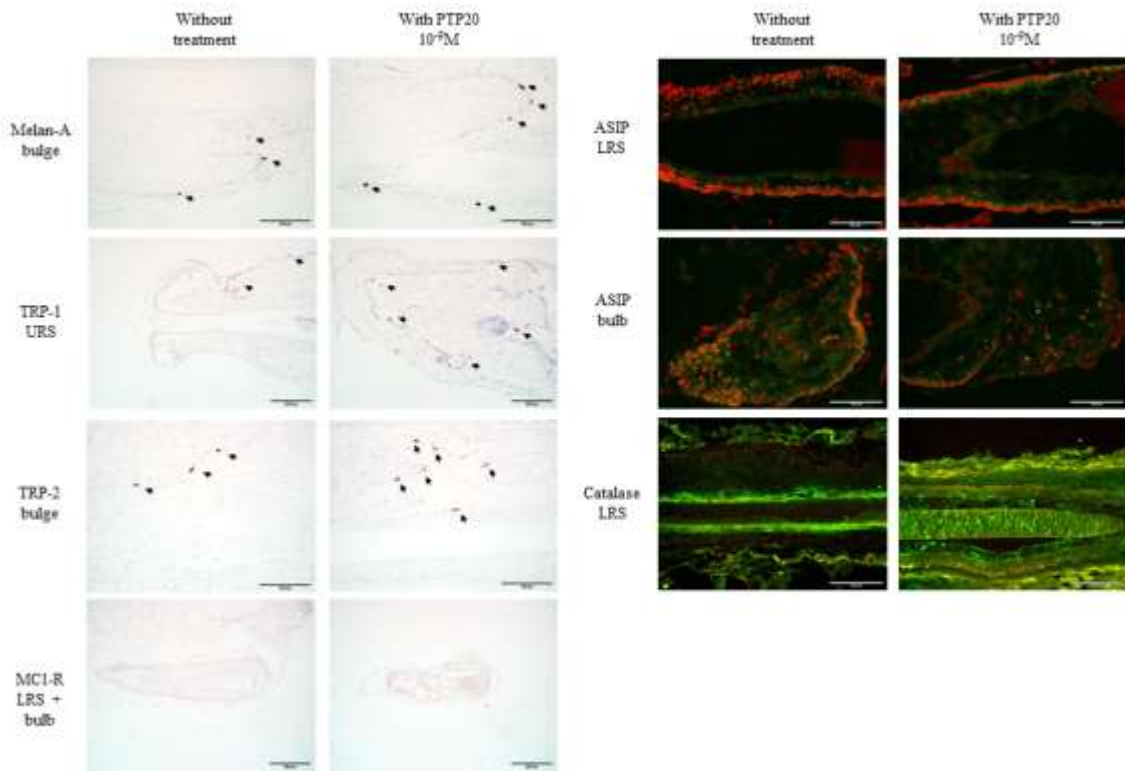 Without
treatment
With PTP20
10⁻⁹M
Melan-A
bulge
TRP-1
URS
TRP-2
bulge
MC1-R
LRS +
bulb
Without
treatment
With PTP20
10⁻⁹M
ASIP
LRS
ASIP
bulb
Catalase
LRS